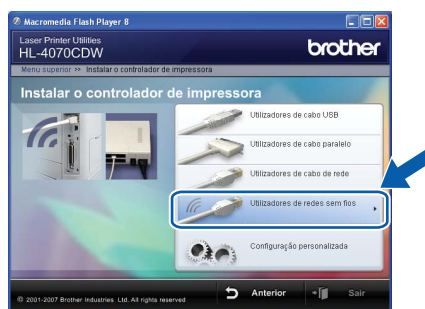 Macromedia Flash Player 8
Laser Printer Utilities
HL-4070CDW
brother
Menu superior >> Instalar o controlador de impressora
Instalar o controlador de impressora
Utilizadores de cabo USB
Utilizadores de cabo paralelo
Utilizadores de cabo de rede
Utilizadores de redes sem fios
Configuração personalizada
© 2001-2007 Brother Industries Ltd. All rights reserved
Anterior
Sair